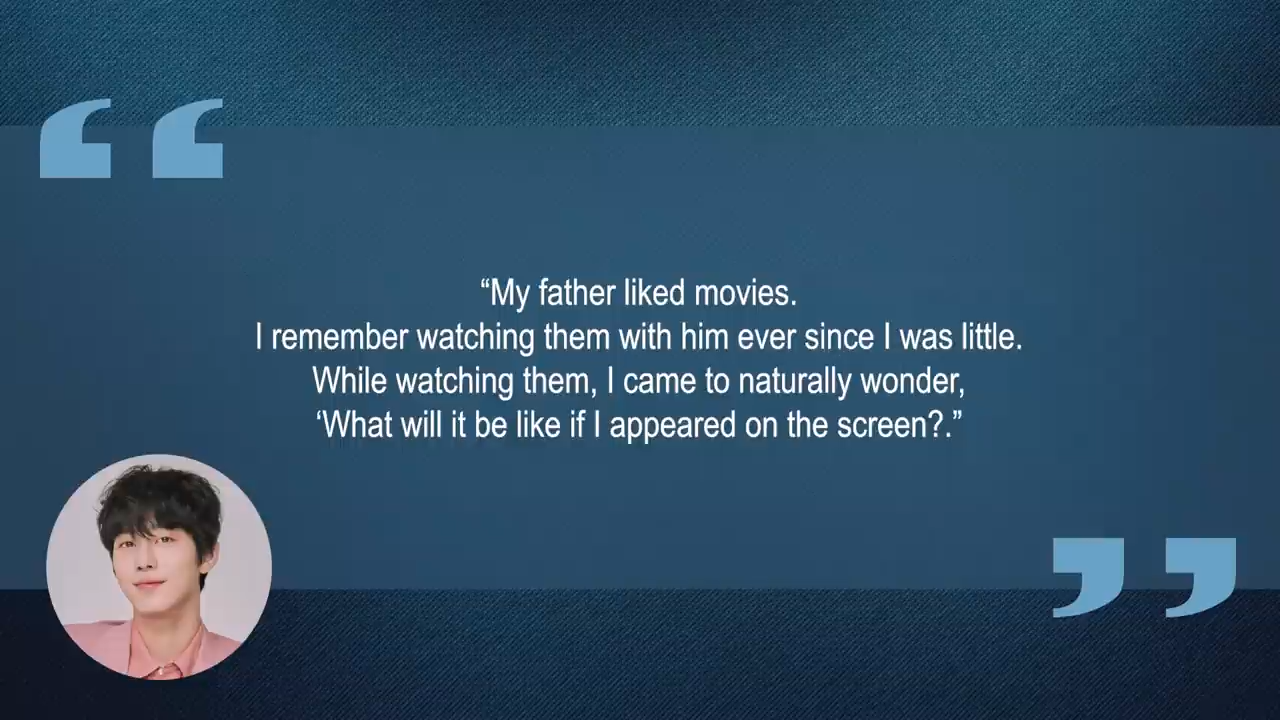 “My father liked movies.
I remember watching them with him ever since I was little.
While watching them, I came to naturally wonder,
‘What will it be like if I appeared on the screen?.”